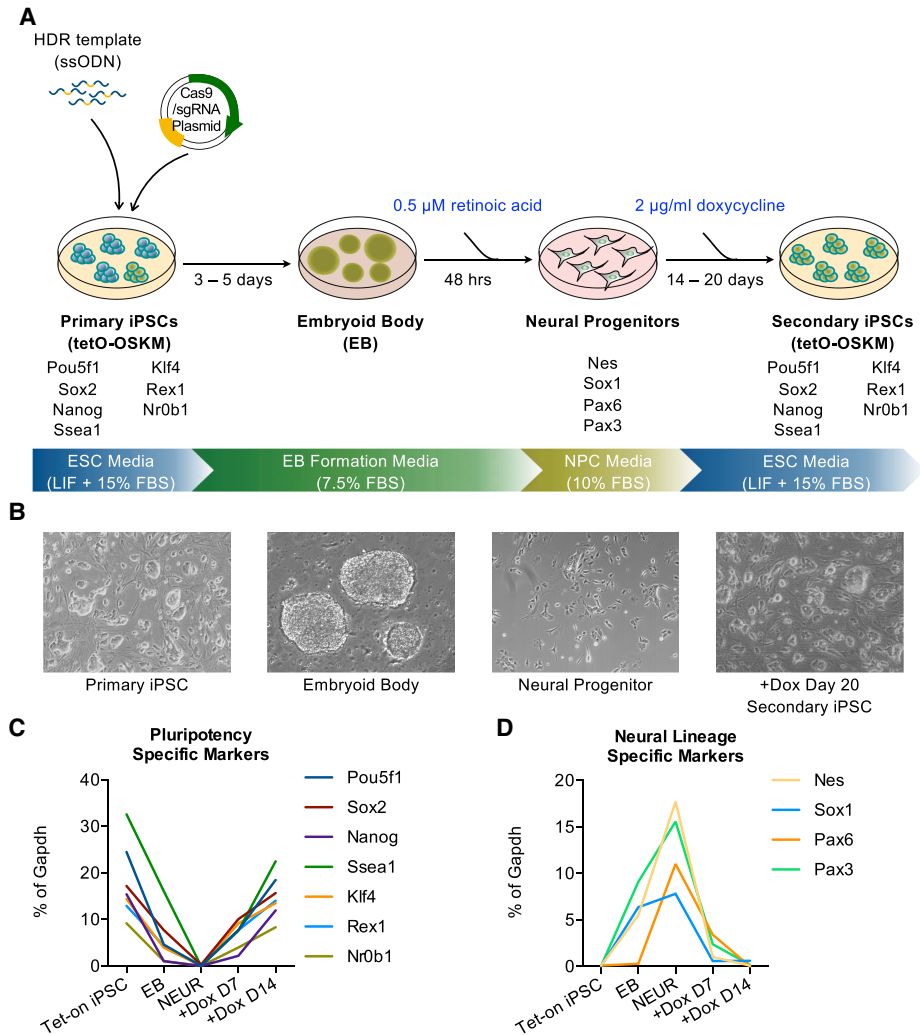 A
HDR template
(ssODN)
Cas9
/sgRNA
Plasmid
0.5 µM retinoic acid
2 µg/ml doxycycline
3 – 5 days
48 hrs
14 – 20 days
Primary iPSCs
(tetO-OSKM)
Embryoid Body
(EB)
Neural Progenitors
Secondary iPSCs
(tetO-OSKM)
Pou5f1 Klf4
Sox2 Rex1
Nanog Nr0b1
Ssea1
Nes
Sox1
Pax6
Pax3
Pou5f1 Klf4
Sox2 Rex1
Nanog Nr0b1
Ssea1
ESC Media
(LIF + 15% FBS)
EB Formation Media
(7.5% FBS)
NPC Media
(10% FBS)
ESC Media
(LIF + 15% FBS)
B
Primary iPSC
Embryoid Body
Neural Progenitor
+Dox Day 20
Secondary iPSC
C
Pluripotency
Specific Markers
% of Gapdh
40
30
20
10
0
Tet-on iPSC
EB
NEUR
+Dox D7
+Dox D14
Pou5f1
Sox2
Nanog
Ssea1
Klf4
Rex1
Nr0b1
D
Neural Lineage
Specific Markers
% of Gapdh
20
15
10
5
0
Tet-on iPSC
EB
NEUR
+Dox D7
+Dox D14
Nes
Sox1
Pax6
Pax3